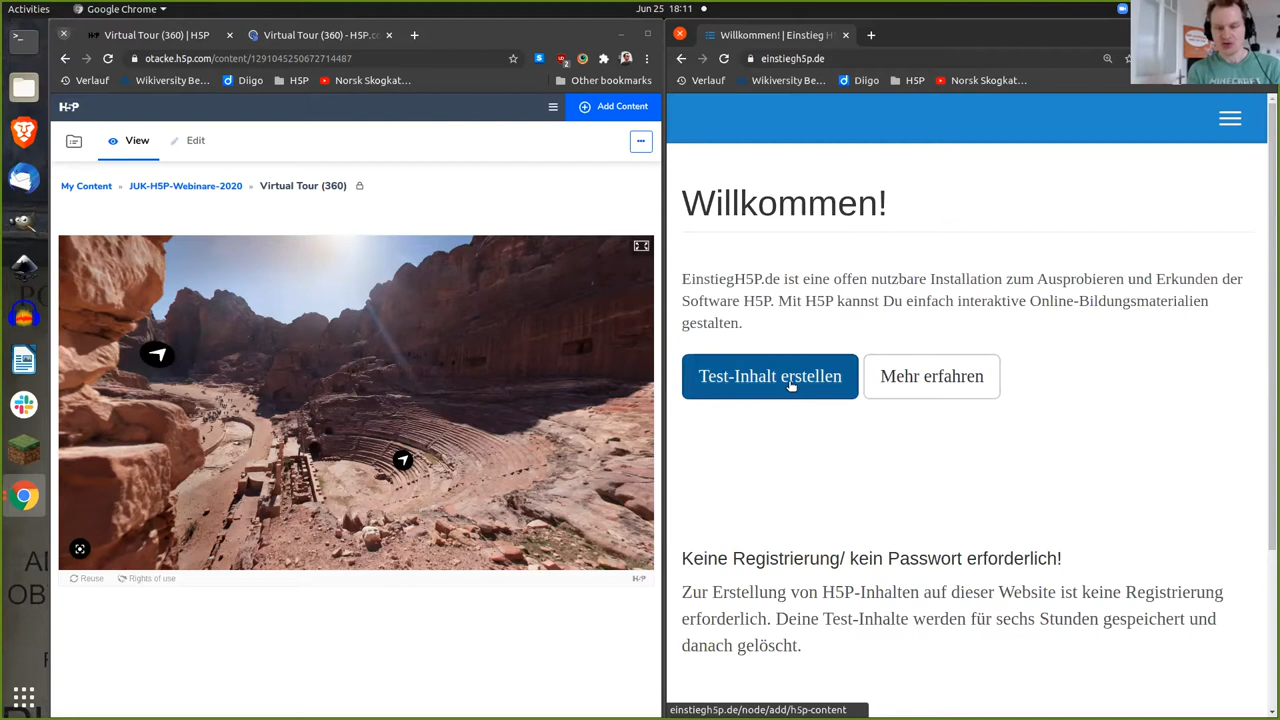 Activities
Google Chrome
Jun 25 18:11
Virtual Tour (360) | H5P
Virtual Tour (360) - H5P.c
otacke.h5p.com/content/1291045250672714487
2
Verlauf
Wikiversity Be...
Diigo
H5P
Norsk Skogkat...
Other bookmarks
H5P
Add Content
View
Edit
My Content » JUK-H5P-Webinare-2020 » Virtual Tour (360)
Reuse
Rights of use
H5P
Willkommen! | Einstieg H
einstiegh5p.de
Verlauf
Wikiversity Be...
Diigo
H5P
Norsk Skogkat...
MINECRAFT
Willkommen!
EinstiegH5P.de ist eine offen nutzbare Installation zum Ausprobieren und Erkunden der
Software H5P. Mit H5P kannst Du einfach interaktive Online-Bildungsmaterialien
gestalten.
Test-Inhalt erstellen
Mehr erfahren
Keine Registrierung/ kein Passwort erforderlich!
Zur Erstellung von H5P-Inhalten auf dieser Website ist keine Registrierung
erforderlich. Deine Test-Inhalte werden für sechs Stunden gespeichert und
danach gelöscht.
einstiegh5p.de/node/add/h5p-content